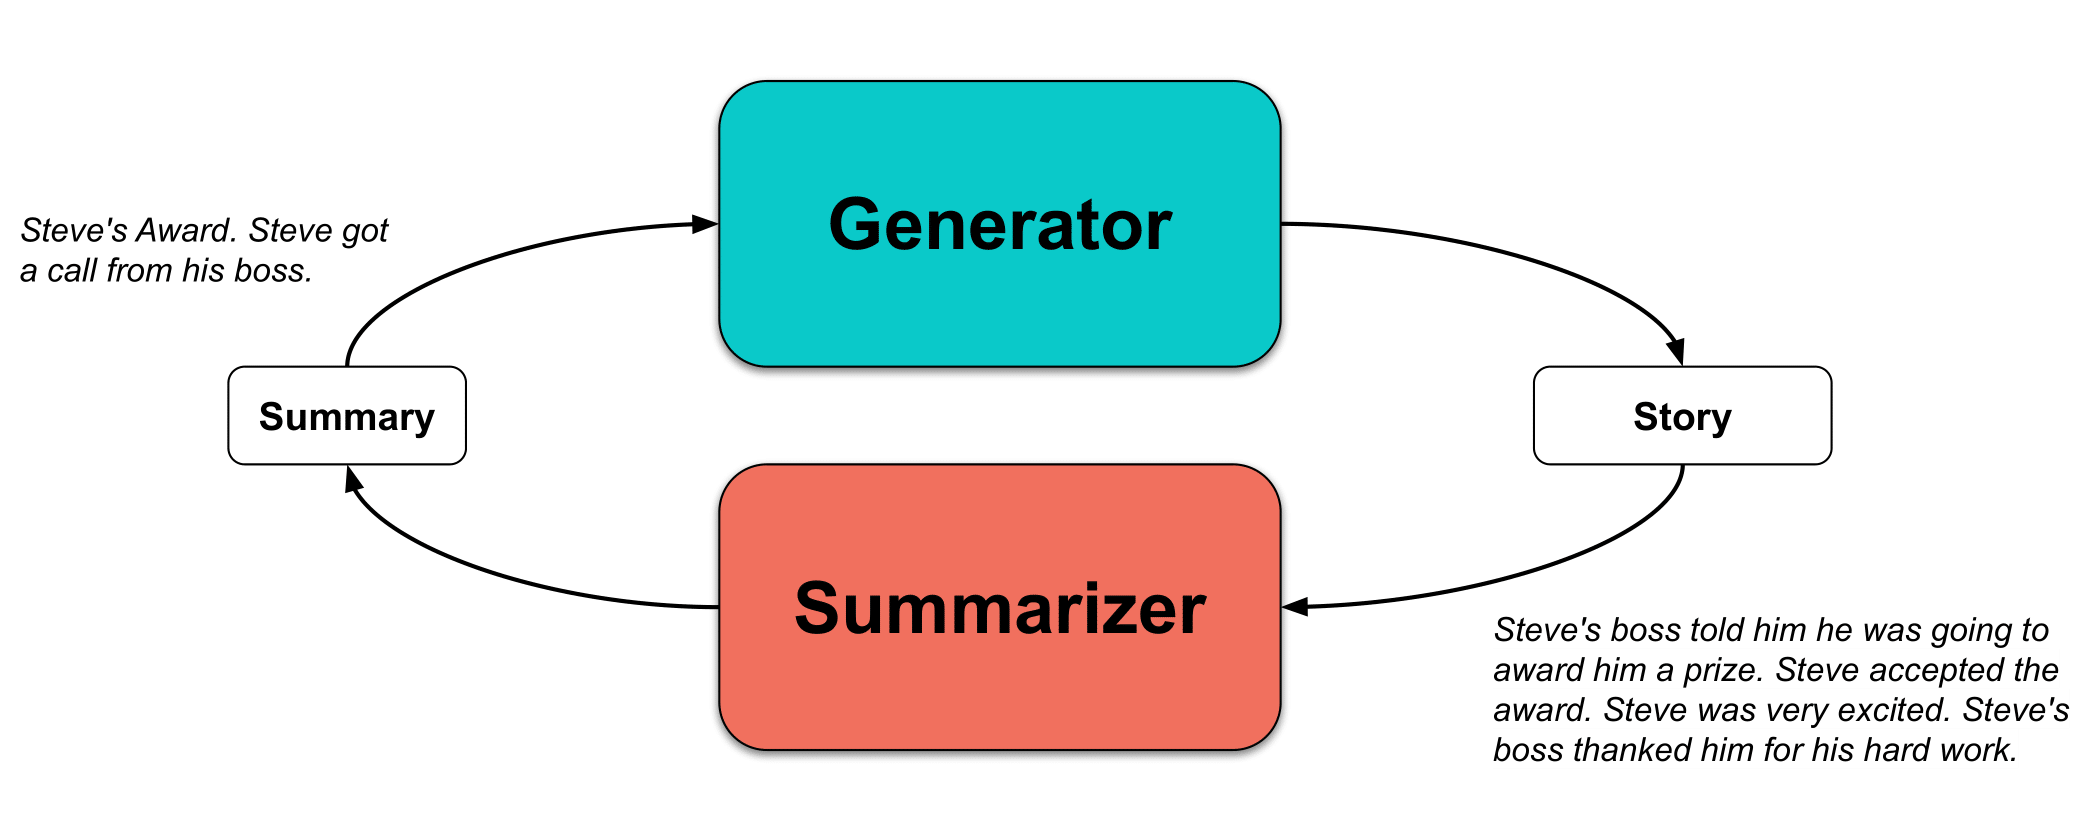 Generator
Steve's Award. Steve got
a call from his boss.
Summary
Story
Summarizer
Steve's boss told him he was going to
award him a prize. Steve accepted the
award. Steve was very excited. Steve's
boss thanked him for his hard work.